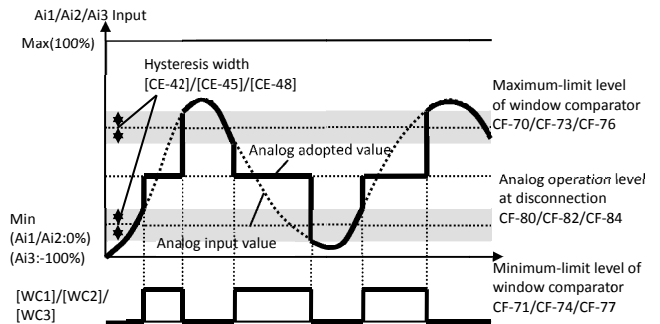 Ai1/Ai2/Ai3 Input
Max(100%)
Hysteresis width
[CE-42]/[CE-45]/[CE-48]
Maximum-limit level
of window comparator
CF-70/CF-73/CF-76
Analog adopted value
Analog operation level
at disconnection
CF-80/CF-82/CF-84
Min
(Ai1/Ai2:0%)
(Ai3:-100%)
Analog input value
Minimum-limit level of
window comparator
CF-71/CF-74/CF-77
[WC1]/[WC2]/
[WC3]